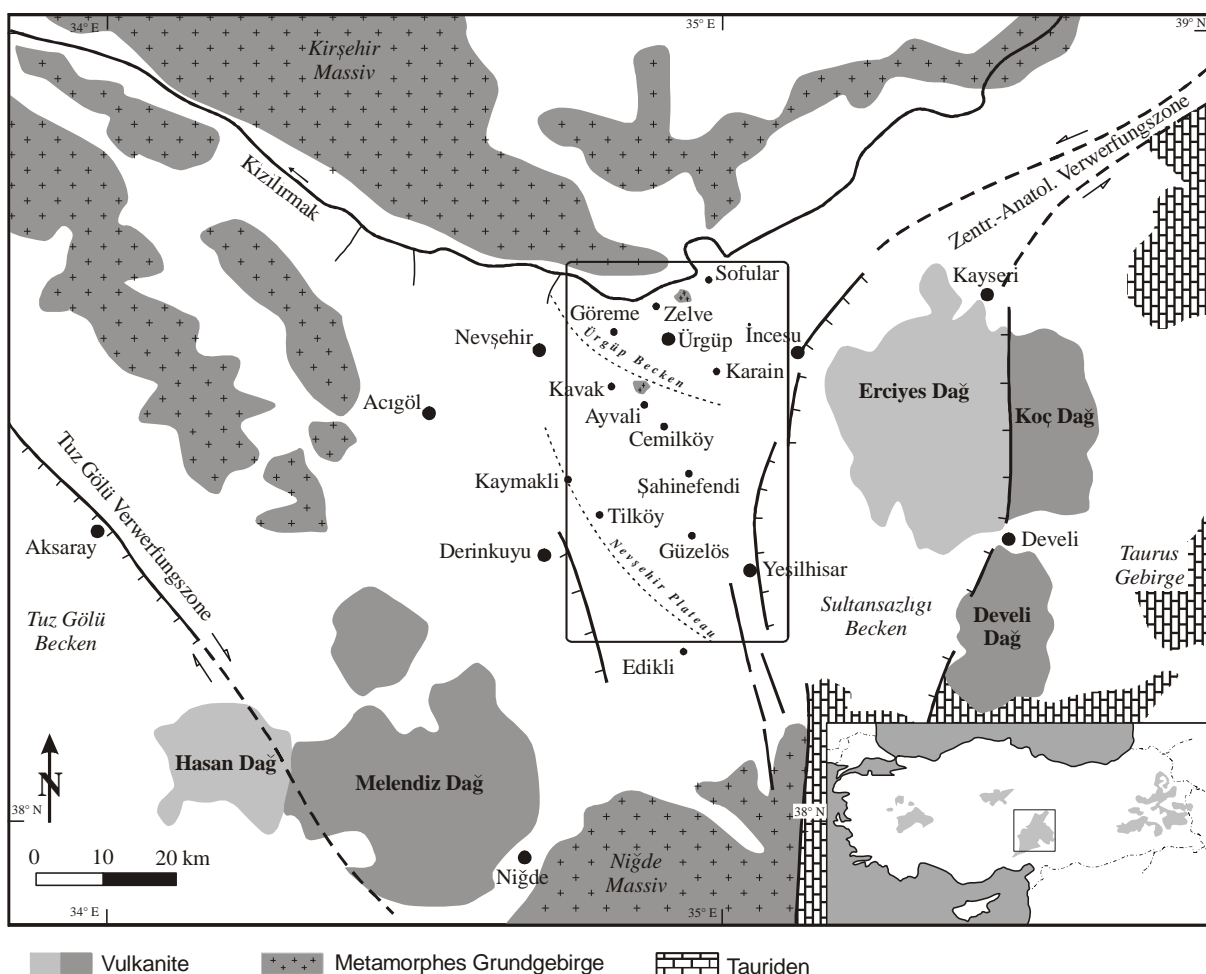 34° E
35° E
39° N
Kirşehir
Massiv
Kizilırmak
Zentr.-Anatol. Verwerfungszone
Sofular
Kayseri
Göreme
Zelve
Nevşehir
Ürgüp
İncesu
Ürgüp Becken
Karain
Kavak
Erciyes Dağ
Acıgöl
Ayvali
Koç Dağ
Cemilköy
Tuz Gölü Verwerfungszone
Kaymakli
Şahinefendi
Tilköy
Aksaray
Derinkuyu
Güzelös
Develi
Nevşehir Plateau
Yesilhisar
Taurus
Gebirge
Tuz Gölü
Becken
Sultansazlıgı
Becken
Develi
Dağ
Edikli
Hasan Dağ
Melendiz Dağ
N
38° N
38° N
0 10 20 km
Niğde
Niğde
Massiv
34° E
35° E
Vulkanite
Metamorphes Grundgebirge
Tauriden